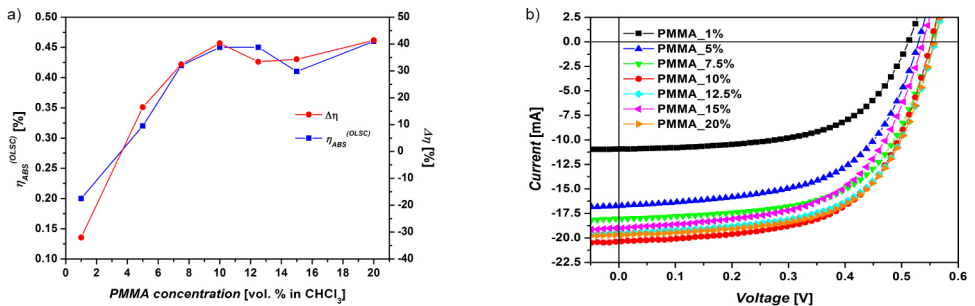 a)
η_ABS^(OLSC) [%]
0.50
0.45
0.40
0.35
0.30
0.25
0.20
0.15
0.10
50
40
30
20
10
0
-10
-20
-30
-40
Δη [%]
Δη
η_ABS^(OLSC)
0 2 4 6 8 10 12 14 16 18 20
PMMA concentration [vol. % in CHCl₃]
b)
Current [mA]
2.5
0.0
-2.5
-5.0
-7.5
-10.0
-12.5
-15.0
-17.5
-20.0
-22.5
PMMA_1%
PMMA_5%
PMMA_7.5%
PMMA_10%
PMMA_12.5%
PMMA_15%
PMMA_20%
0.0 0.1 0.2 0.3 0.4 0.5 0.6
Voltage [V]